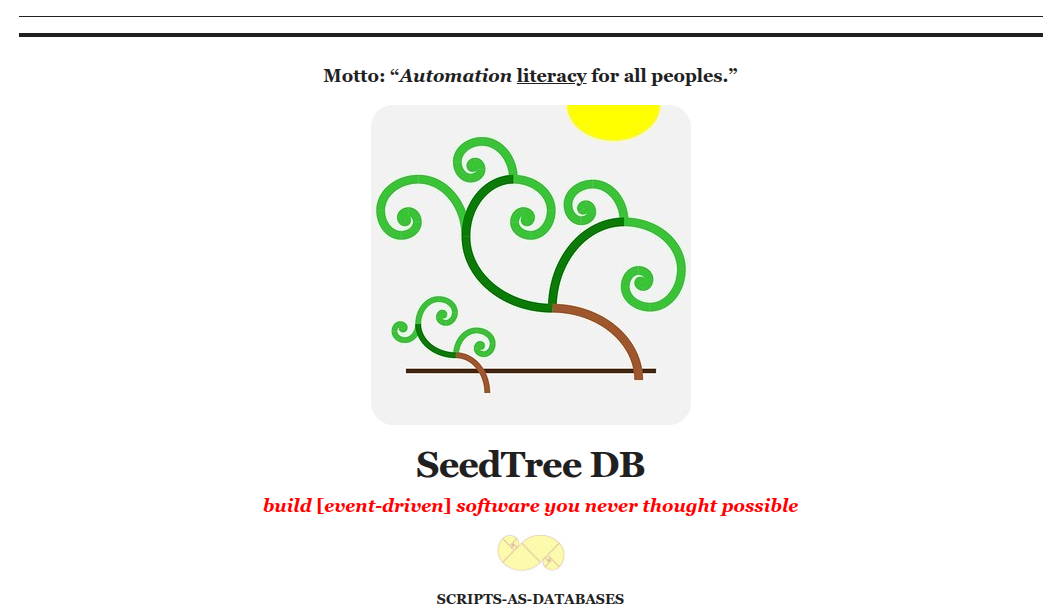 Motto: “Automation literacy for all peoples.”
SeedTree DB
build [event-driven] software you never thought possible
SCRIPTS-AS-DATABASES